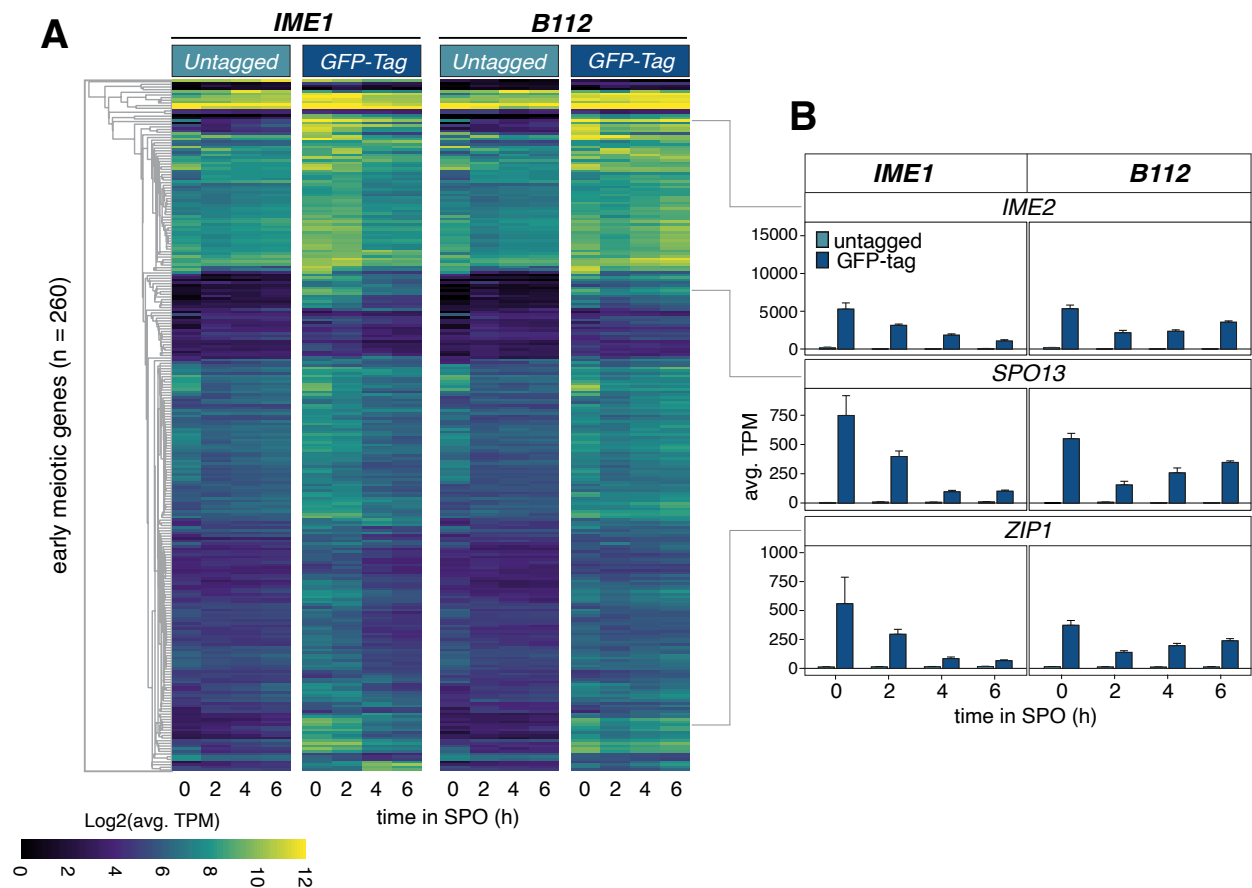 A
IME1 B112
Untagged GFP-Tag Untagged GFP-Tag
early meiotic genes (n = 260)
0 2 4 6 0 2 4 6 0 2 4 6 0 2 4 6
time in SPO (h)
Log2(avg. TPM)
0 2 4 6 8 10 12
B
IME1 B112
IME2
untagged
GFP-tag
15000
10000
5000
0
SPO13
avg. TPM
750
500
250
0
ZIP1
1000
750
500
250
0
0 2 4 6 0 2 4 6
time in SPO (h)